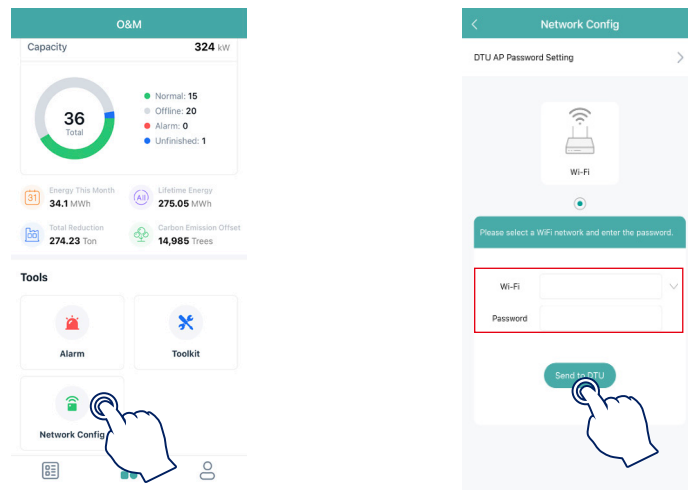 O&M
Capacity 324 kW
36
Total
Normal: 15
Offline: 20
Alarm: 0
Unfinished: 1
31
Energy This Month
34.1 MWh
All
Lifetime Energy
275.05 MWh
Total Reduction
274.23 Ton
Carbon Emission Offset
14,985 Trees
Tools
Alarm
Toolkit
Network Config
Network Config
DTU AP Password Setting
Wi-Fi
Please select a WiFi network and enter the password.
Wi-Fi
Password
Send to DTU